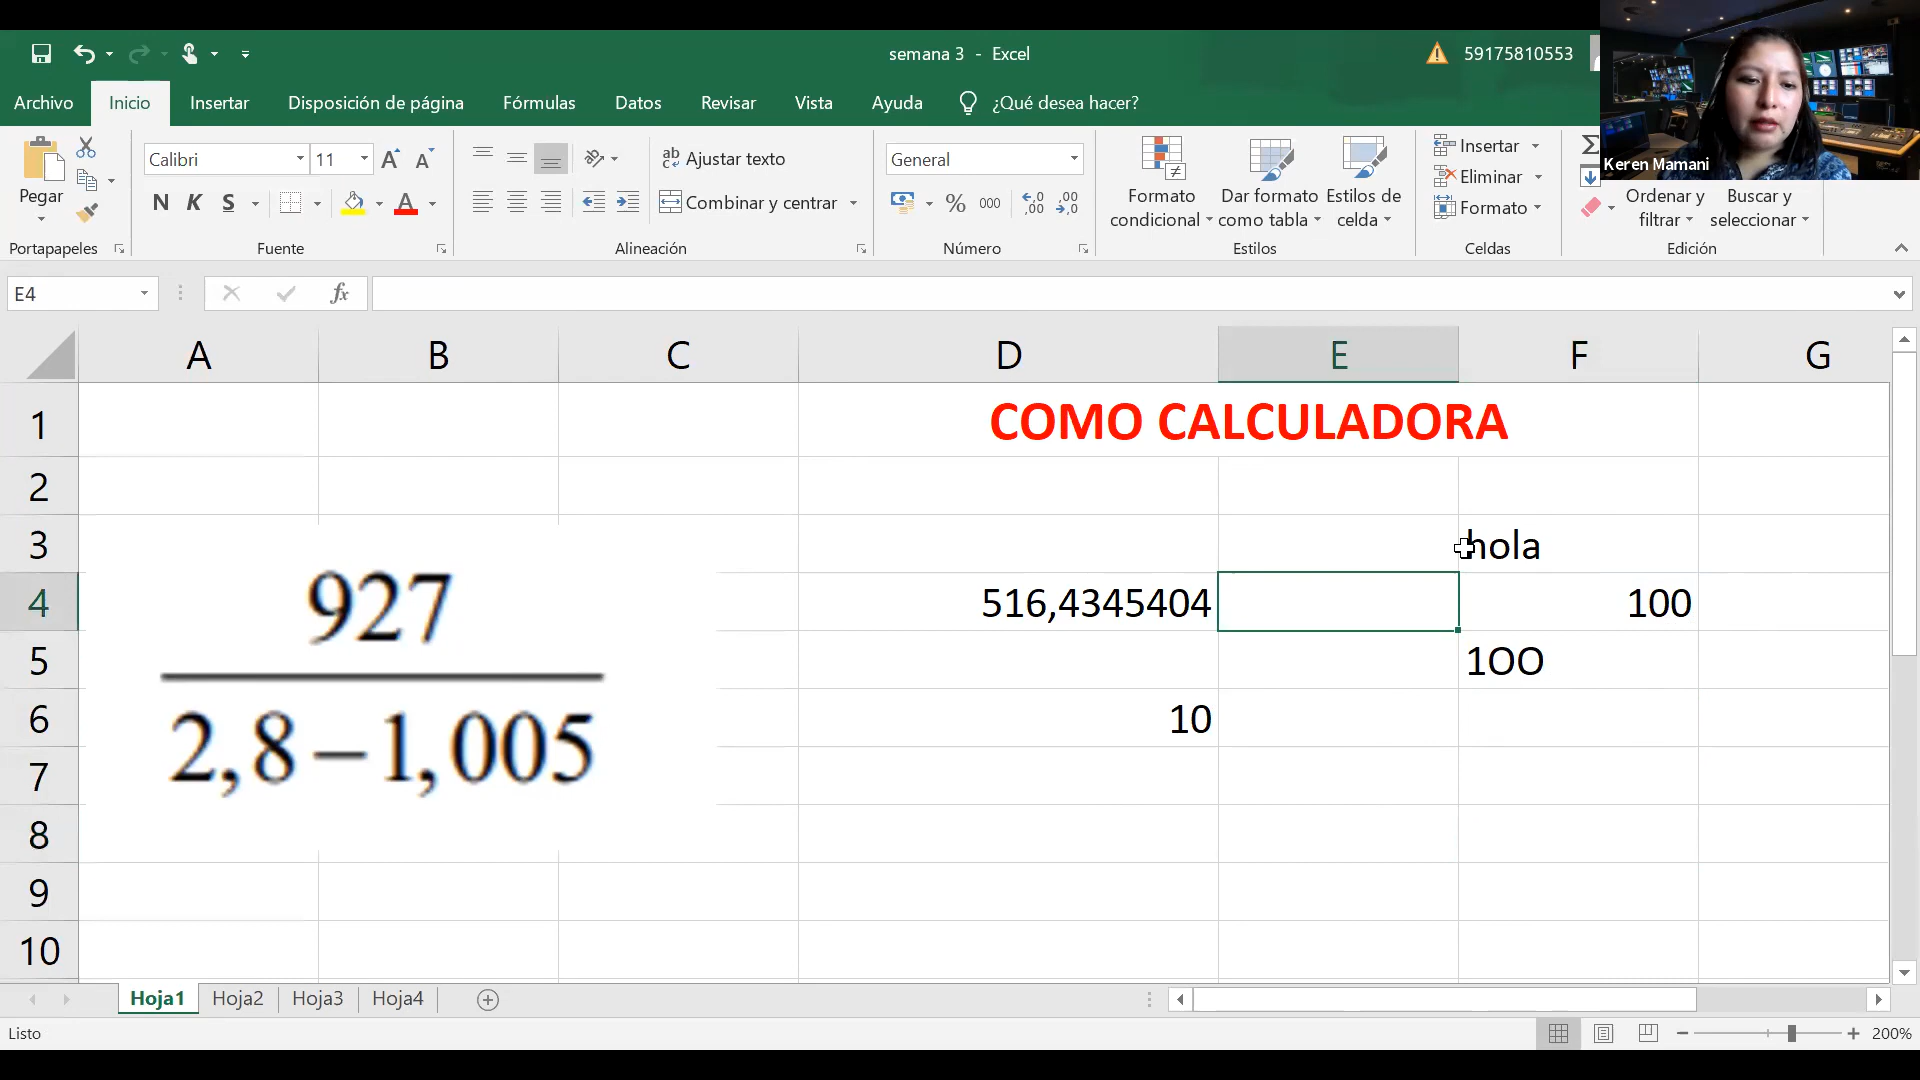 semana 3 - Excel
59175810553
Archivo
Inicio
Insertar
Disposición de página
Fórmulas
Datos
Revisar
Vista
Ayuda
¿Qué desea hacer?
Keren Mamani
Pegar
Calibri
11
N K S
A
Ajustar texto
Combinar y centrar
General
% 000
Formato condicional
Dar formato como tabla
Estilos de celda
Insertar
Eliminar
Formato
Σ
Ordenar y filtrar
Buscar y seleccionar
Portapapeles
Fuente
Alineación
Número
Estilos
Celdas
Edición
E4
fx
A B C D E F G
1 COMO CALCULADORA
2
3 hola
4 516,4345404 100
5 1OO
6 10
7
8
9
10
927
2,8-1,005
Hoja1 Hoja2 Hoja3 Hoja4
Listo
200%